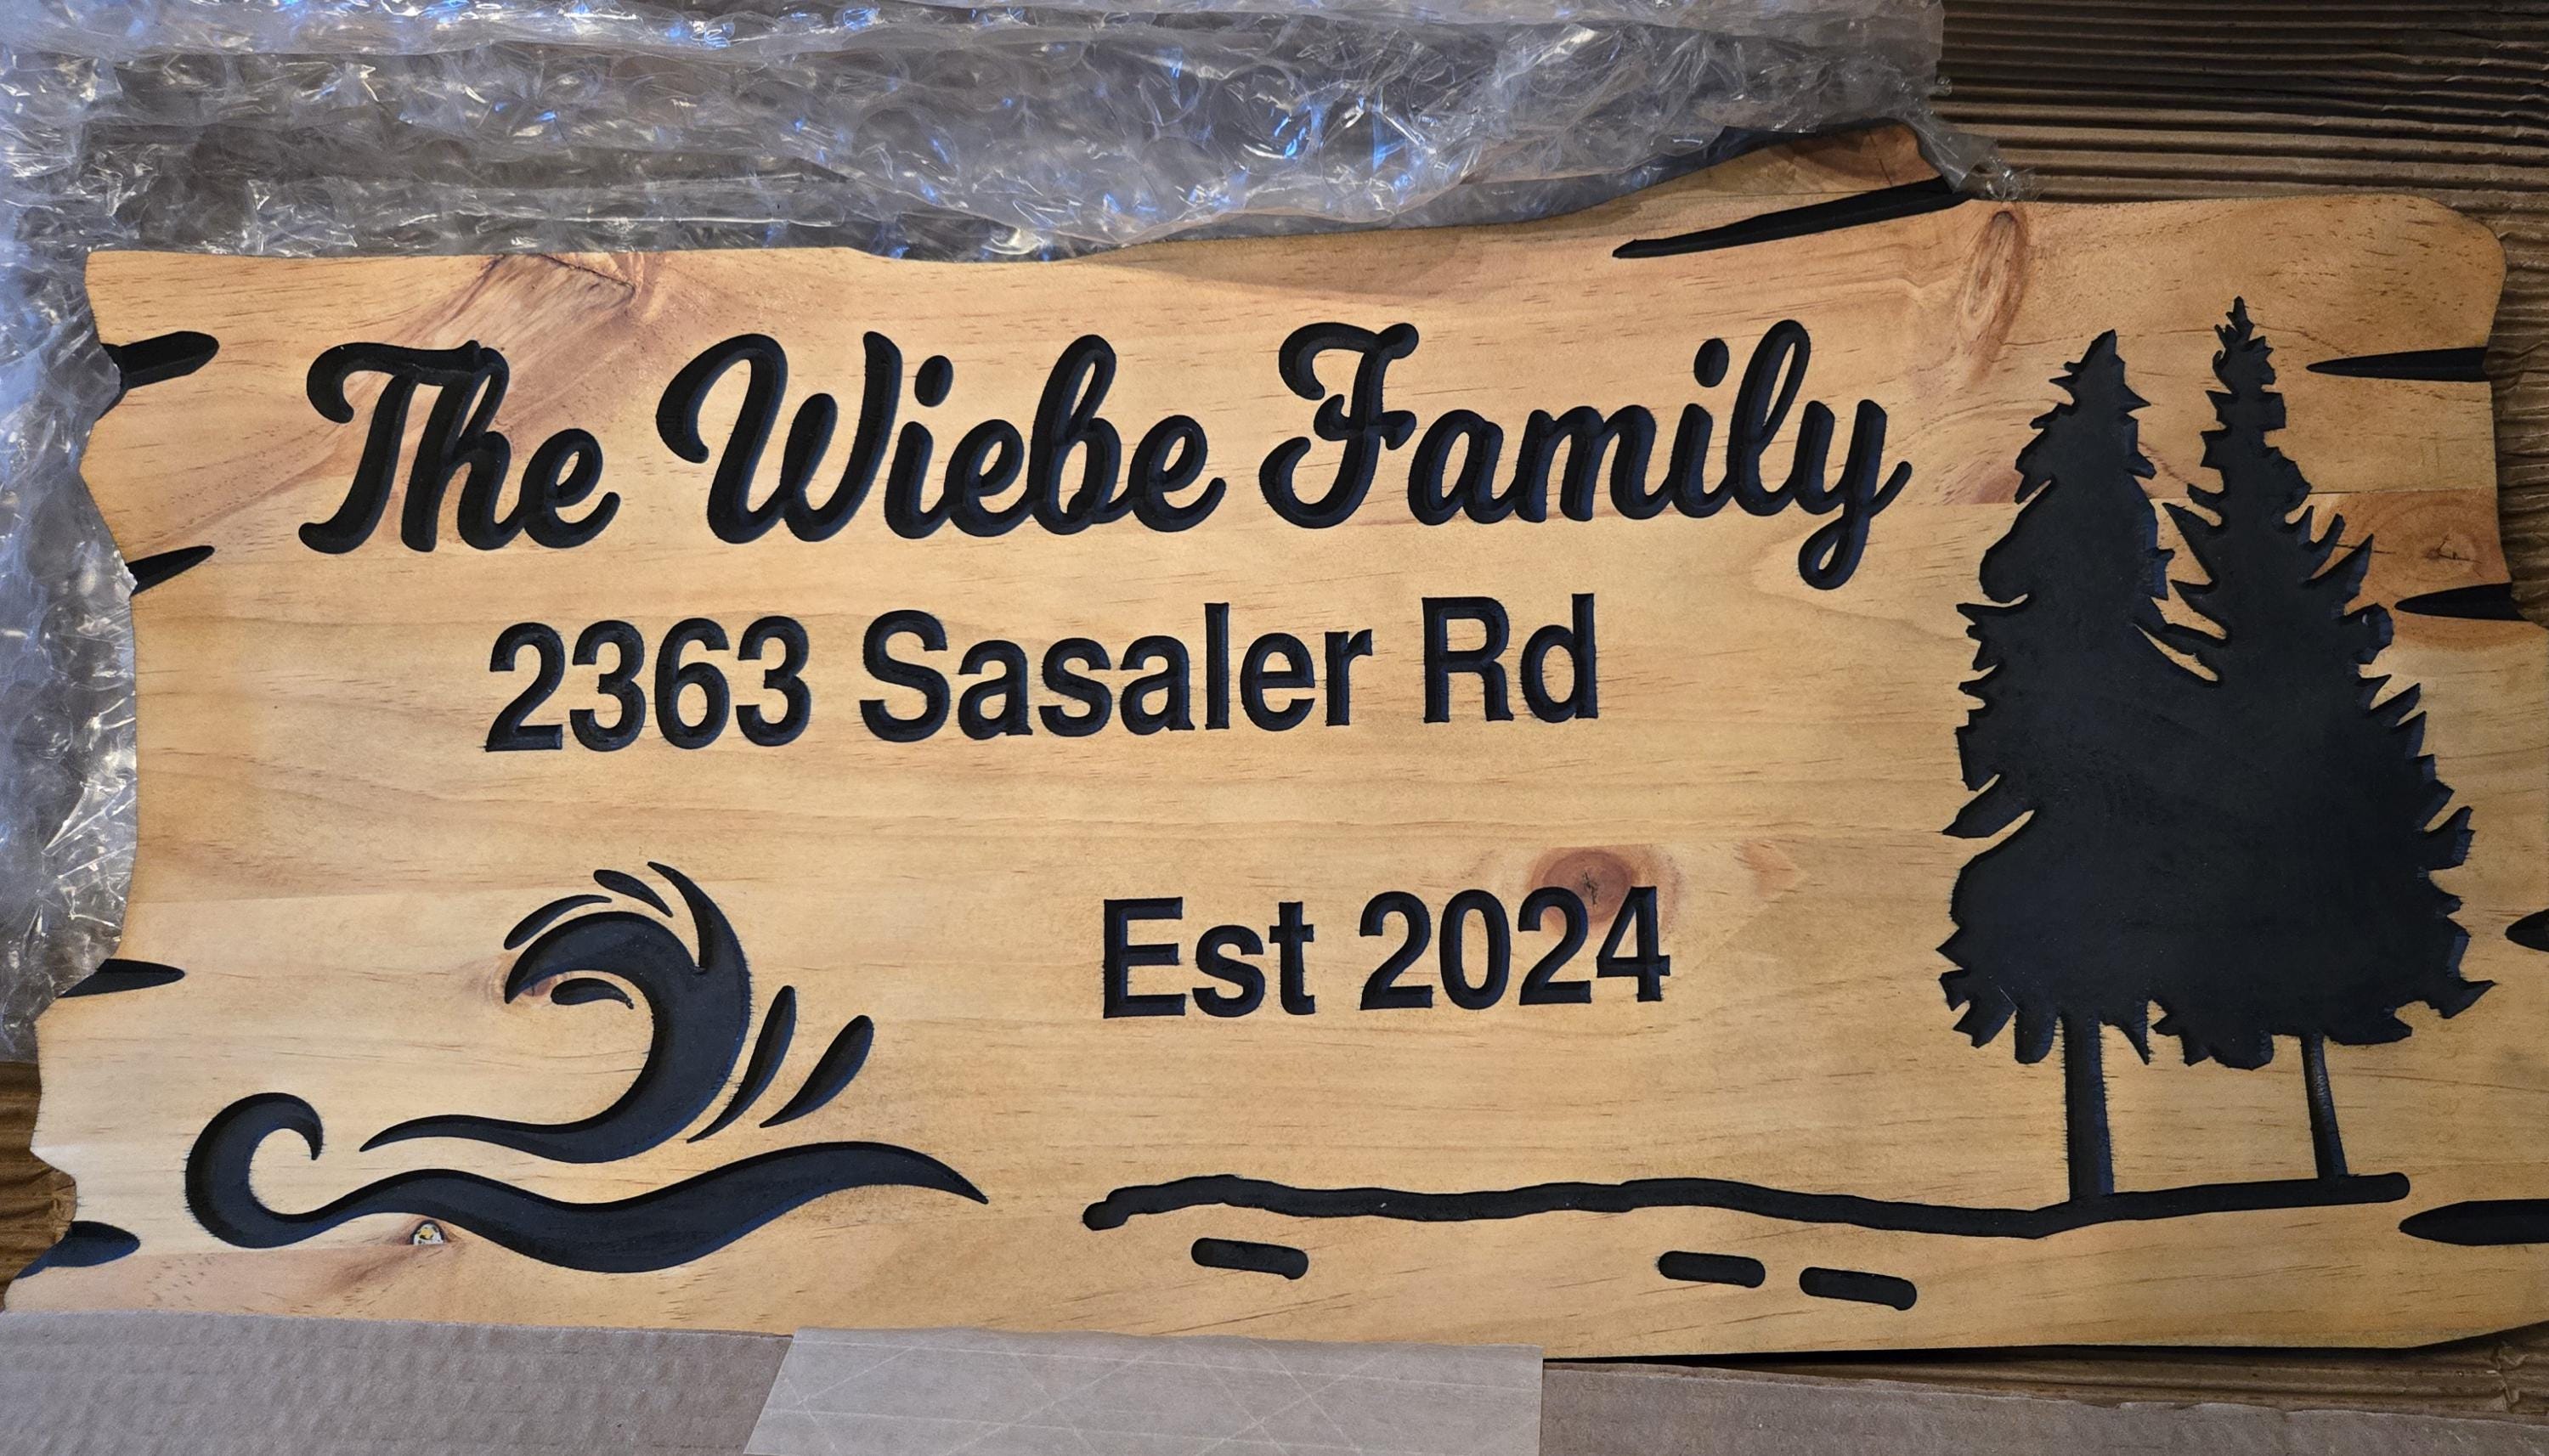 The Wiebe Family
2363 Sasaler Rd
Est 2024